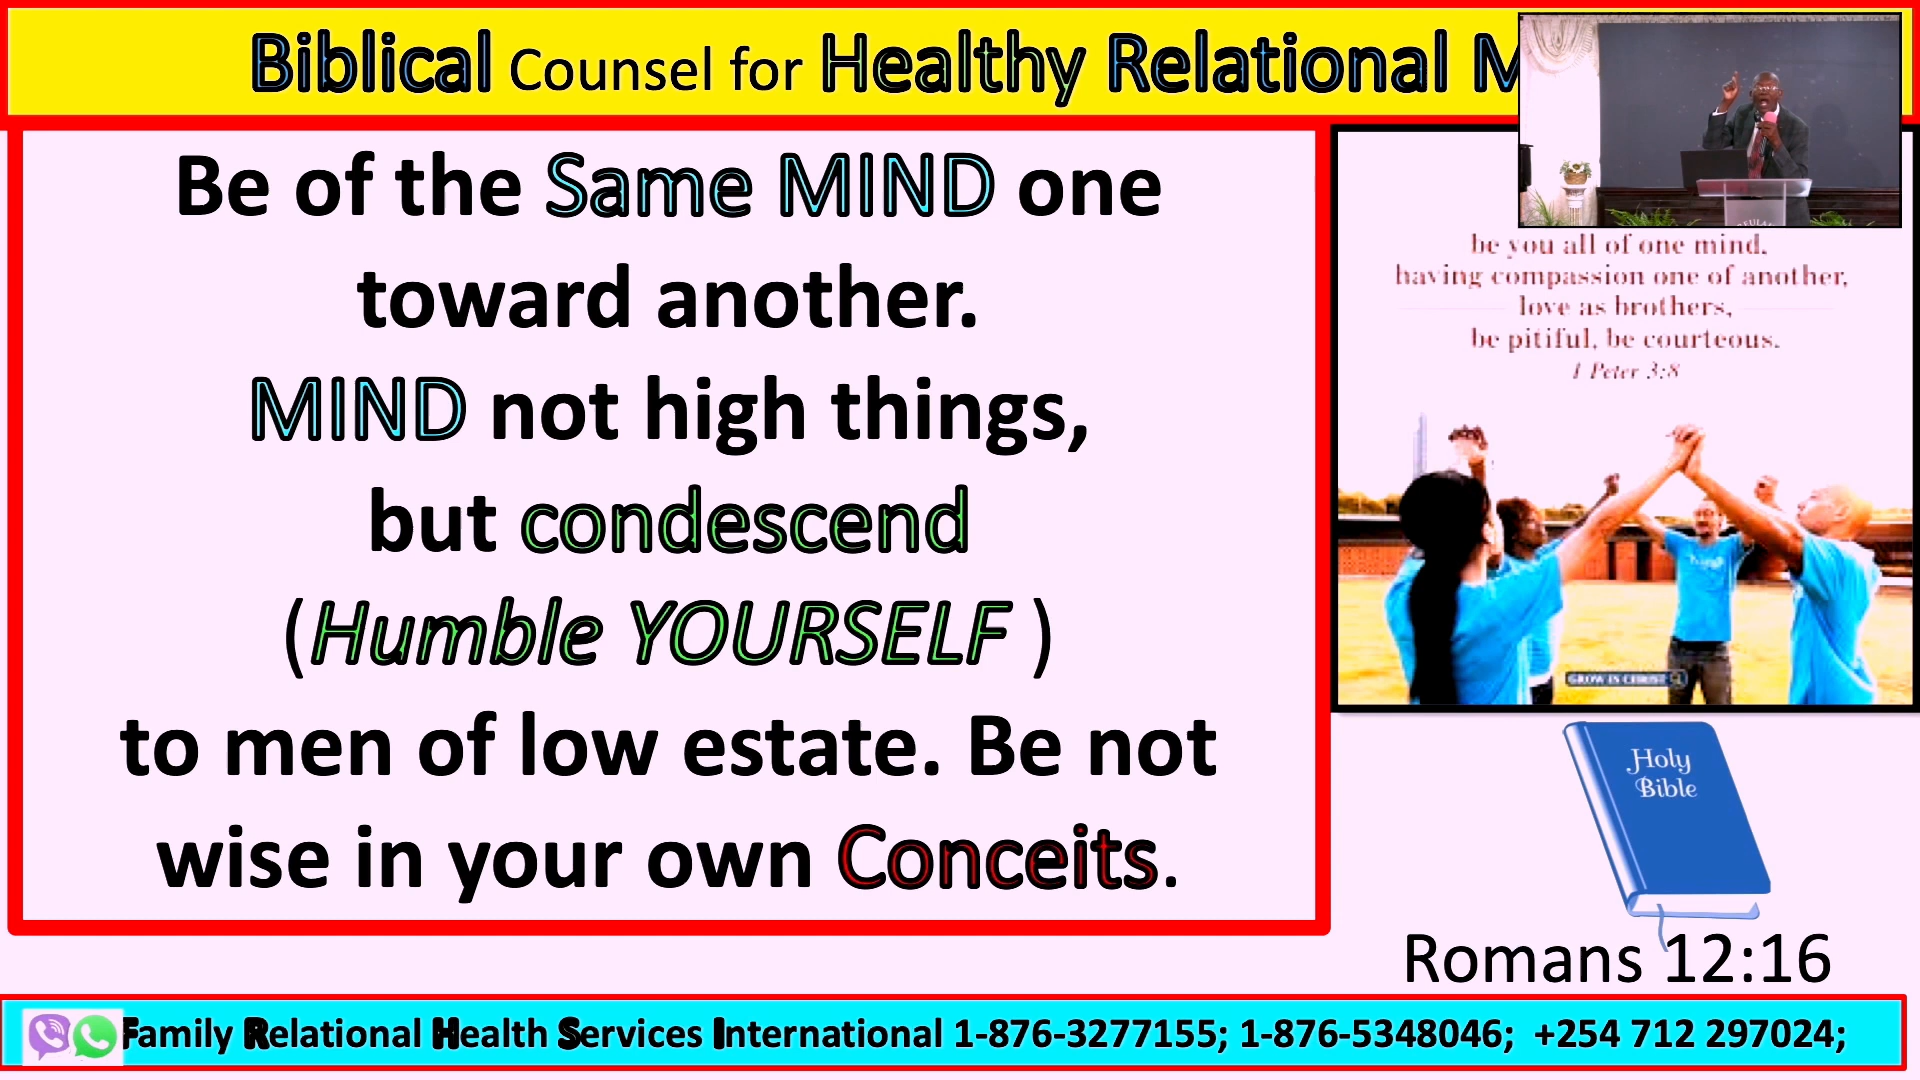 Biblical Counsel for Healthy Relational M
Be of the Same MIND one
toward another.
MIND not high things,
but condescend
(Humble YOURSELF )
to men of low estate. Be not
wise in your own Conceits.
be you all of one mind,
having compassion one of another,
love as brothers,
be pitiful, be courteous.
1 Peter 3:8
GROW IN CHRIST
Holy
Bible
Romans 12:16
Family Relational Health Services International 1-876-3277155; 1-876-5348046; +254 712 297024;